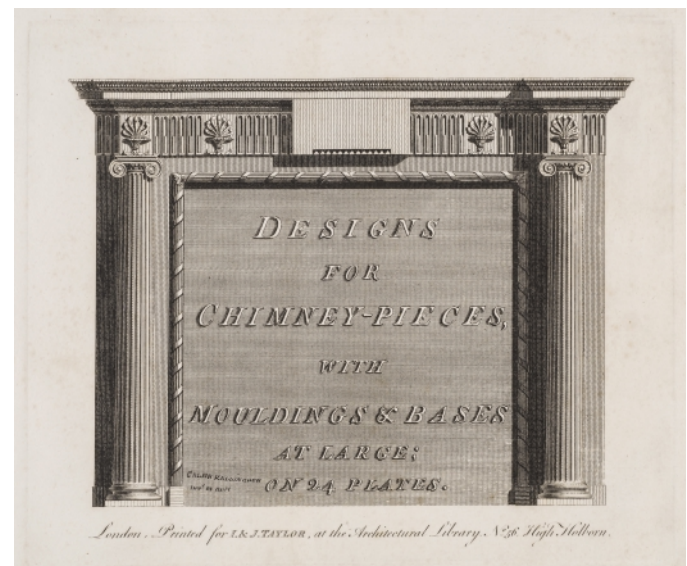 DESIGNS
FOR
CHIMNEY-PIECES,
WITH
MOULDINGS & BASES
AT LARGE;
ON 24 PLATES.
London, Printed for I. & J. TAYLOR, at the Architectural Library, No. 56 High Holborn.